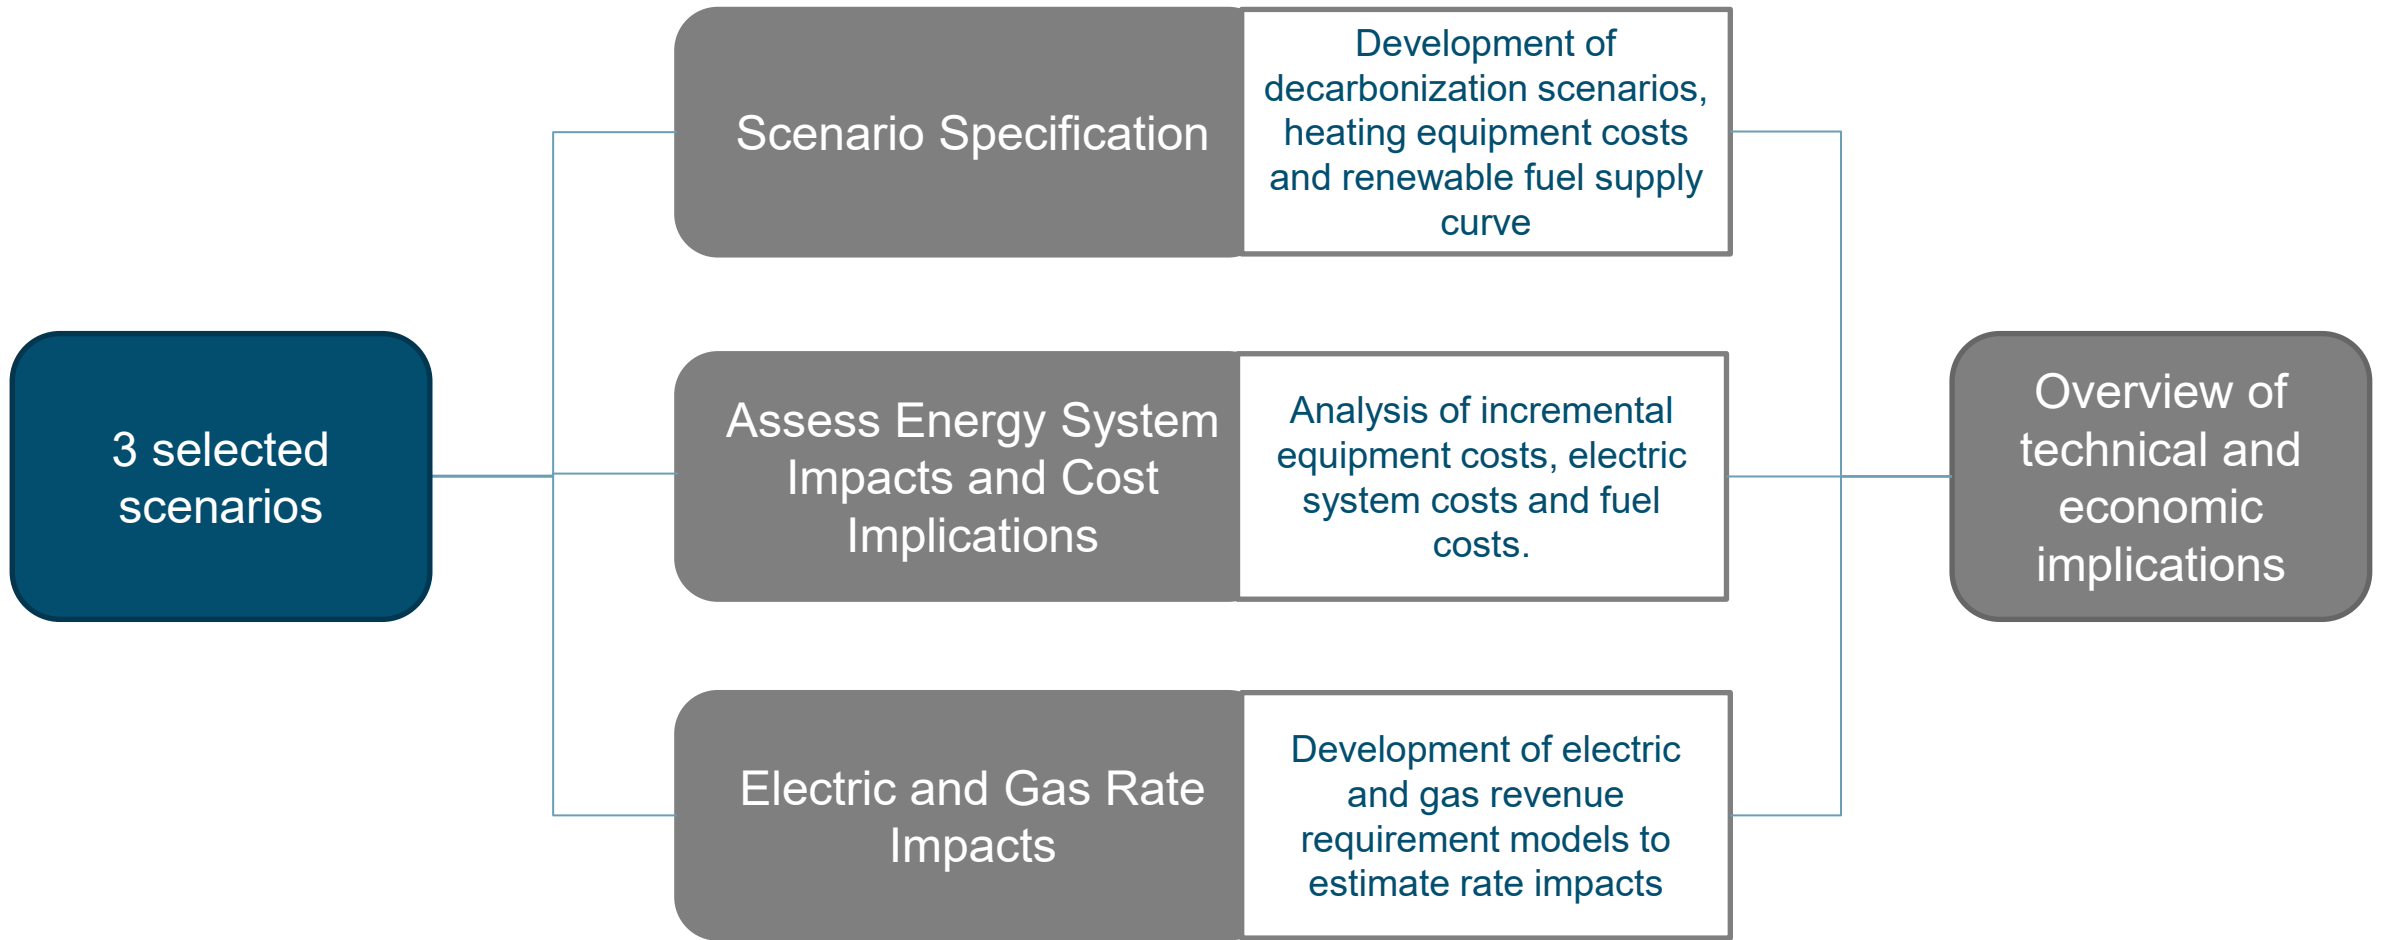 3 selected
scenarios
Scenario Specification
Development of
decarbonization scenarios,
heating equipment costs
and renewable fuel supply
curve
Assess Energy System
Impacts and Cost
Implications
Analysis of incremental
equipment costs, electric
system costs and fuel
costs.
Electric and Gas Rate
Impacts
Development of electric
and gas revenue
requirement models to
estimate rate impacts
Overview of
technical and
economic
implications